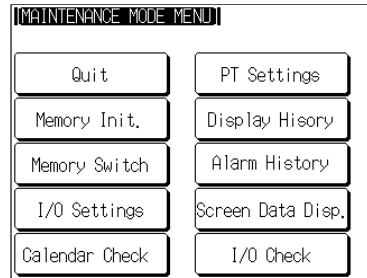 [MAINTENANCE MODE MENU]
Quit
PT Settings
Memory Init.
Display Hisory
Memory Switch
Alarm History
I/O Settings
Screen Data Disp.
Calendar Check
I/O Check